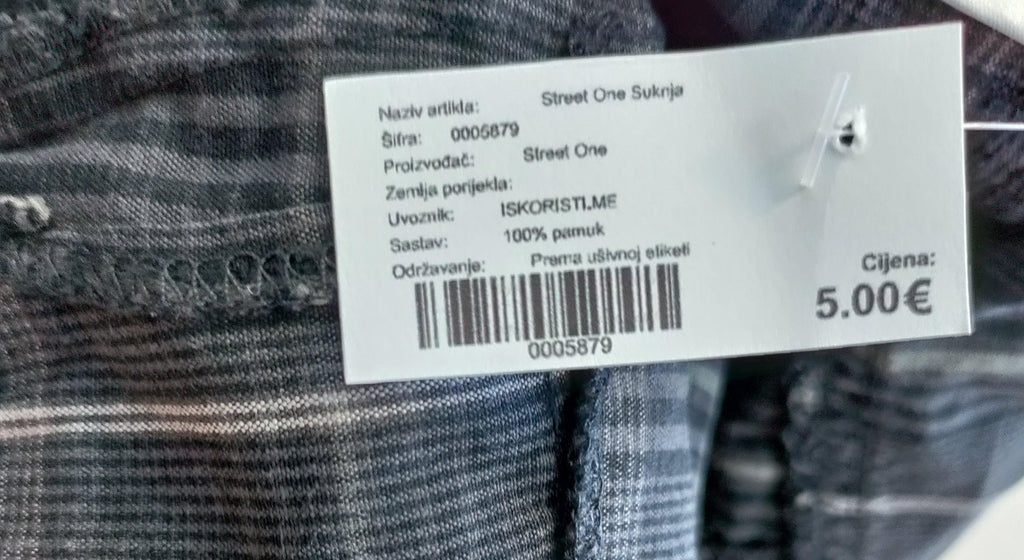 Naziv artikla: Street One Suknja
Šifra: 0005879
Proizvođač: Street One
Zemlja porijekla:
Uvoznik: ISKORISTI.ME
Sastav: 100% pamuk
Održavanje: Prema ušivnoj etiketi
0005879
Cijena:
5.00€